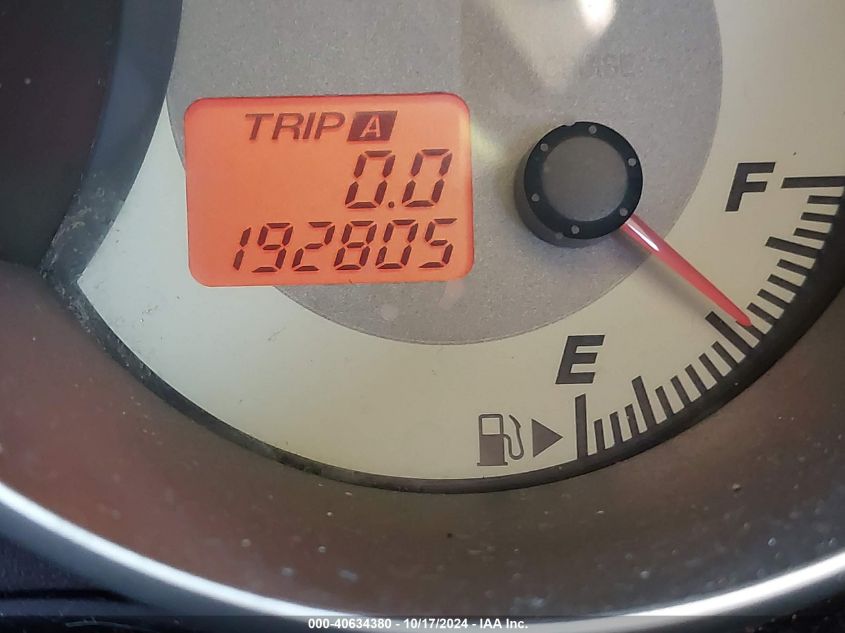 TRIP A
0.0
192805
F
E
000-40634380 - 10/17/2024 - IAA Inc.